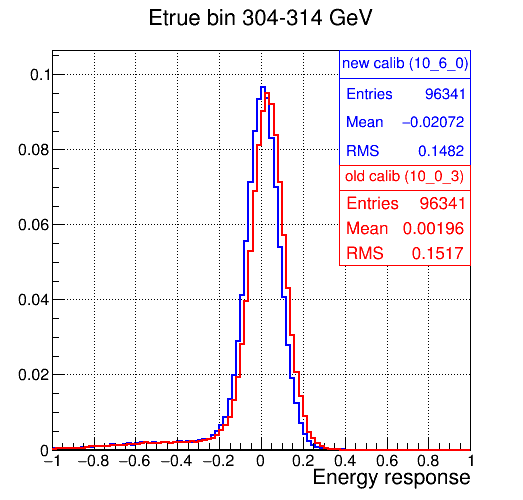 Etrue bin 304-314 GeV
new calib (10_6_0)
Entries 96341
Mean −0.02072
RMS 0.1482
old calib (10_0_3)
Entries 96341
Mean 0.00196
RMS 0.1517
0.1
0.08
0.06
0.04
0.02
0
−1 −0.8 −0.6 −0.4 −0.2 0 0.2 0.4 0.6 0.8 1
Energy response